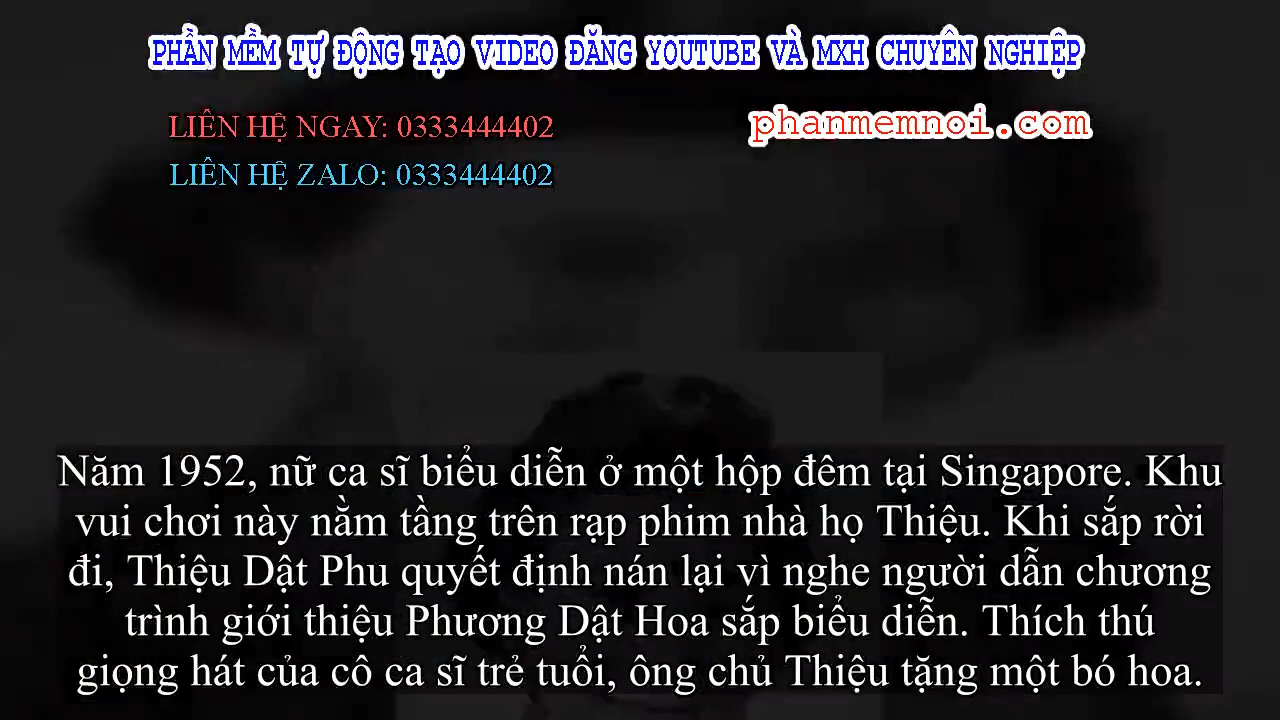 PHẦN MỀM TỰ ĐỘNG TẠO VIDEO ĐĂNG YOUTUBE VÀ MXH CHUYÊN NGHIỆP
LIÊN HỆ NGAY: 0333444402
phanmemnoi.com
LIÊN HỆ ZALO: 0333444402
Năm 1952, nữ ca sĩ biểu diễn ở một hộp đêm tại Singapore. Khu
vui chơi này nằm tầng trên rạp phim nhà họ Thiệu. Khi sắp rời
đi, Thiệu Dật Phu quyết định nán lại vì nghe người dẫn chương
trình giới thiệu Phương Dật Hoa sắp biểu diễn. Thích thú
giọng hát của cô ca sĩ trẻ tuổi, ông chủ Thiệu tặng một bó hoa.